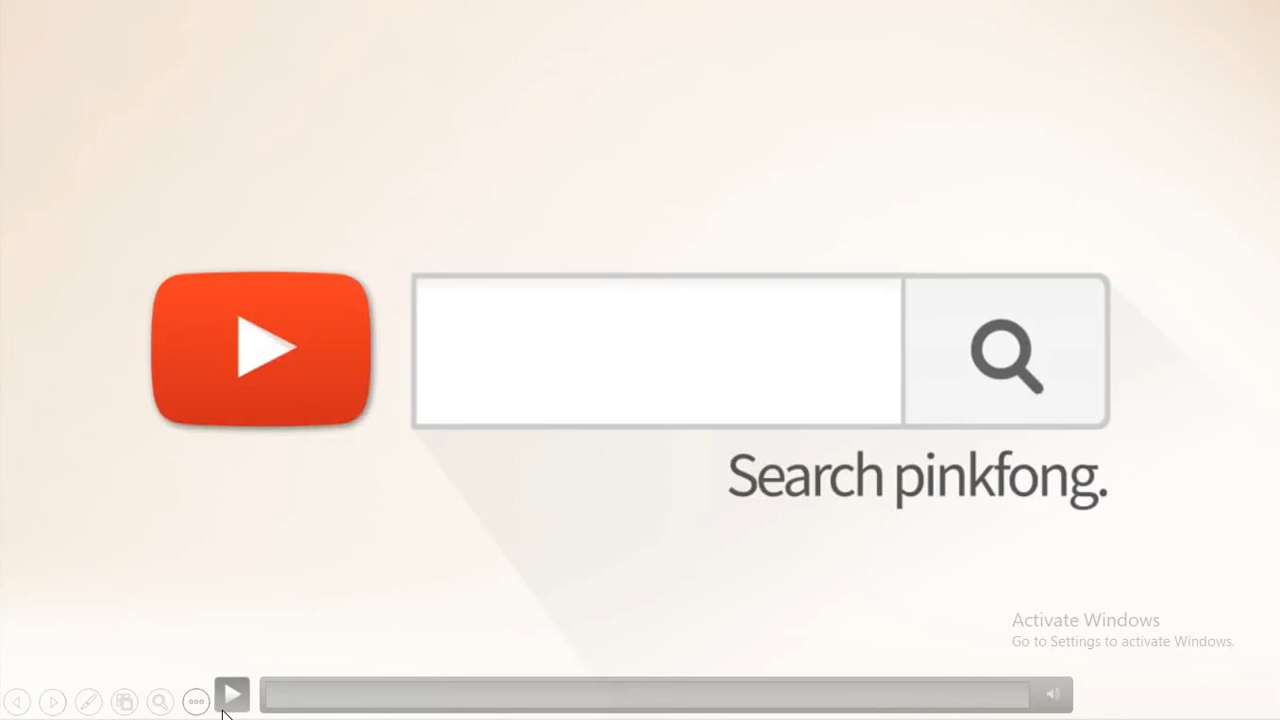 Search pinkfong.
Activate Windows
Go to Settings to activate Windows.